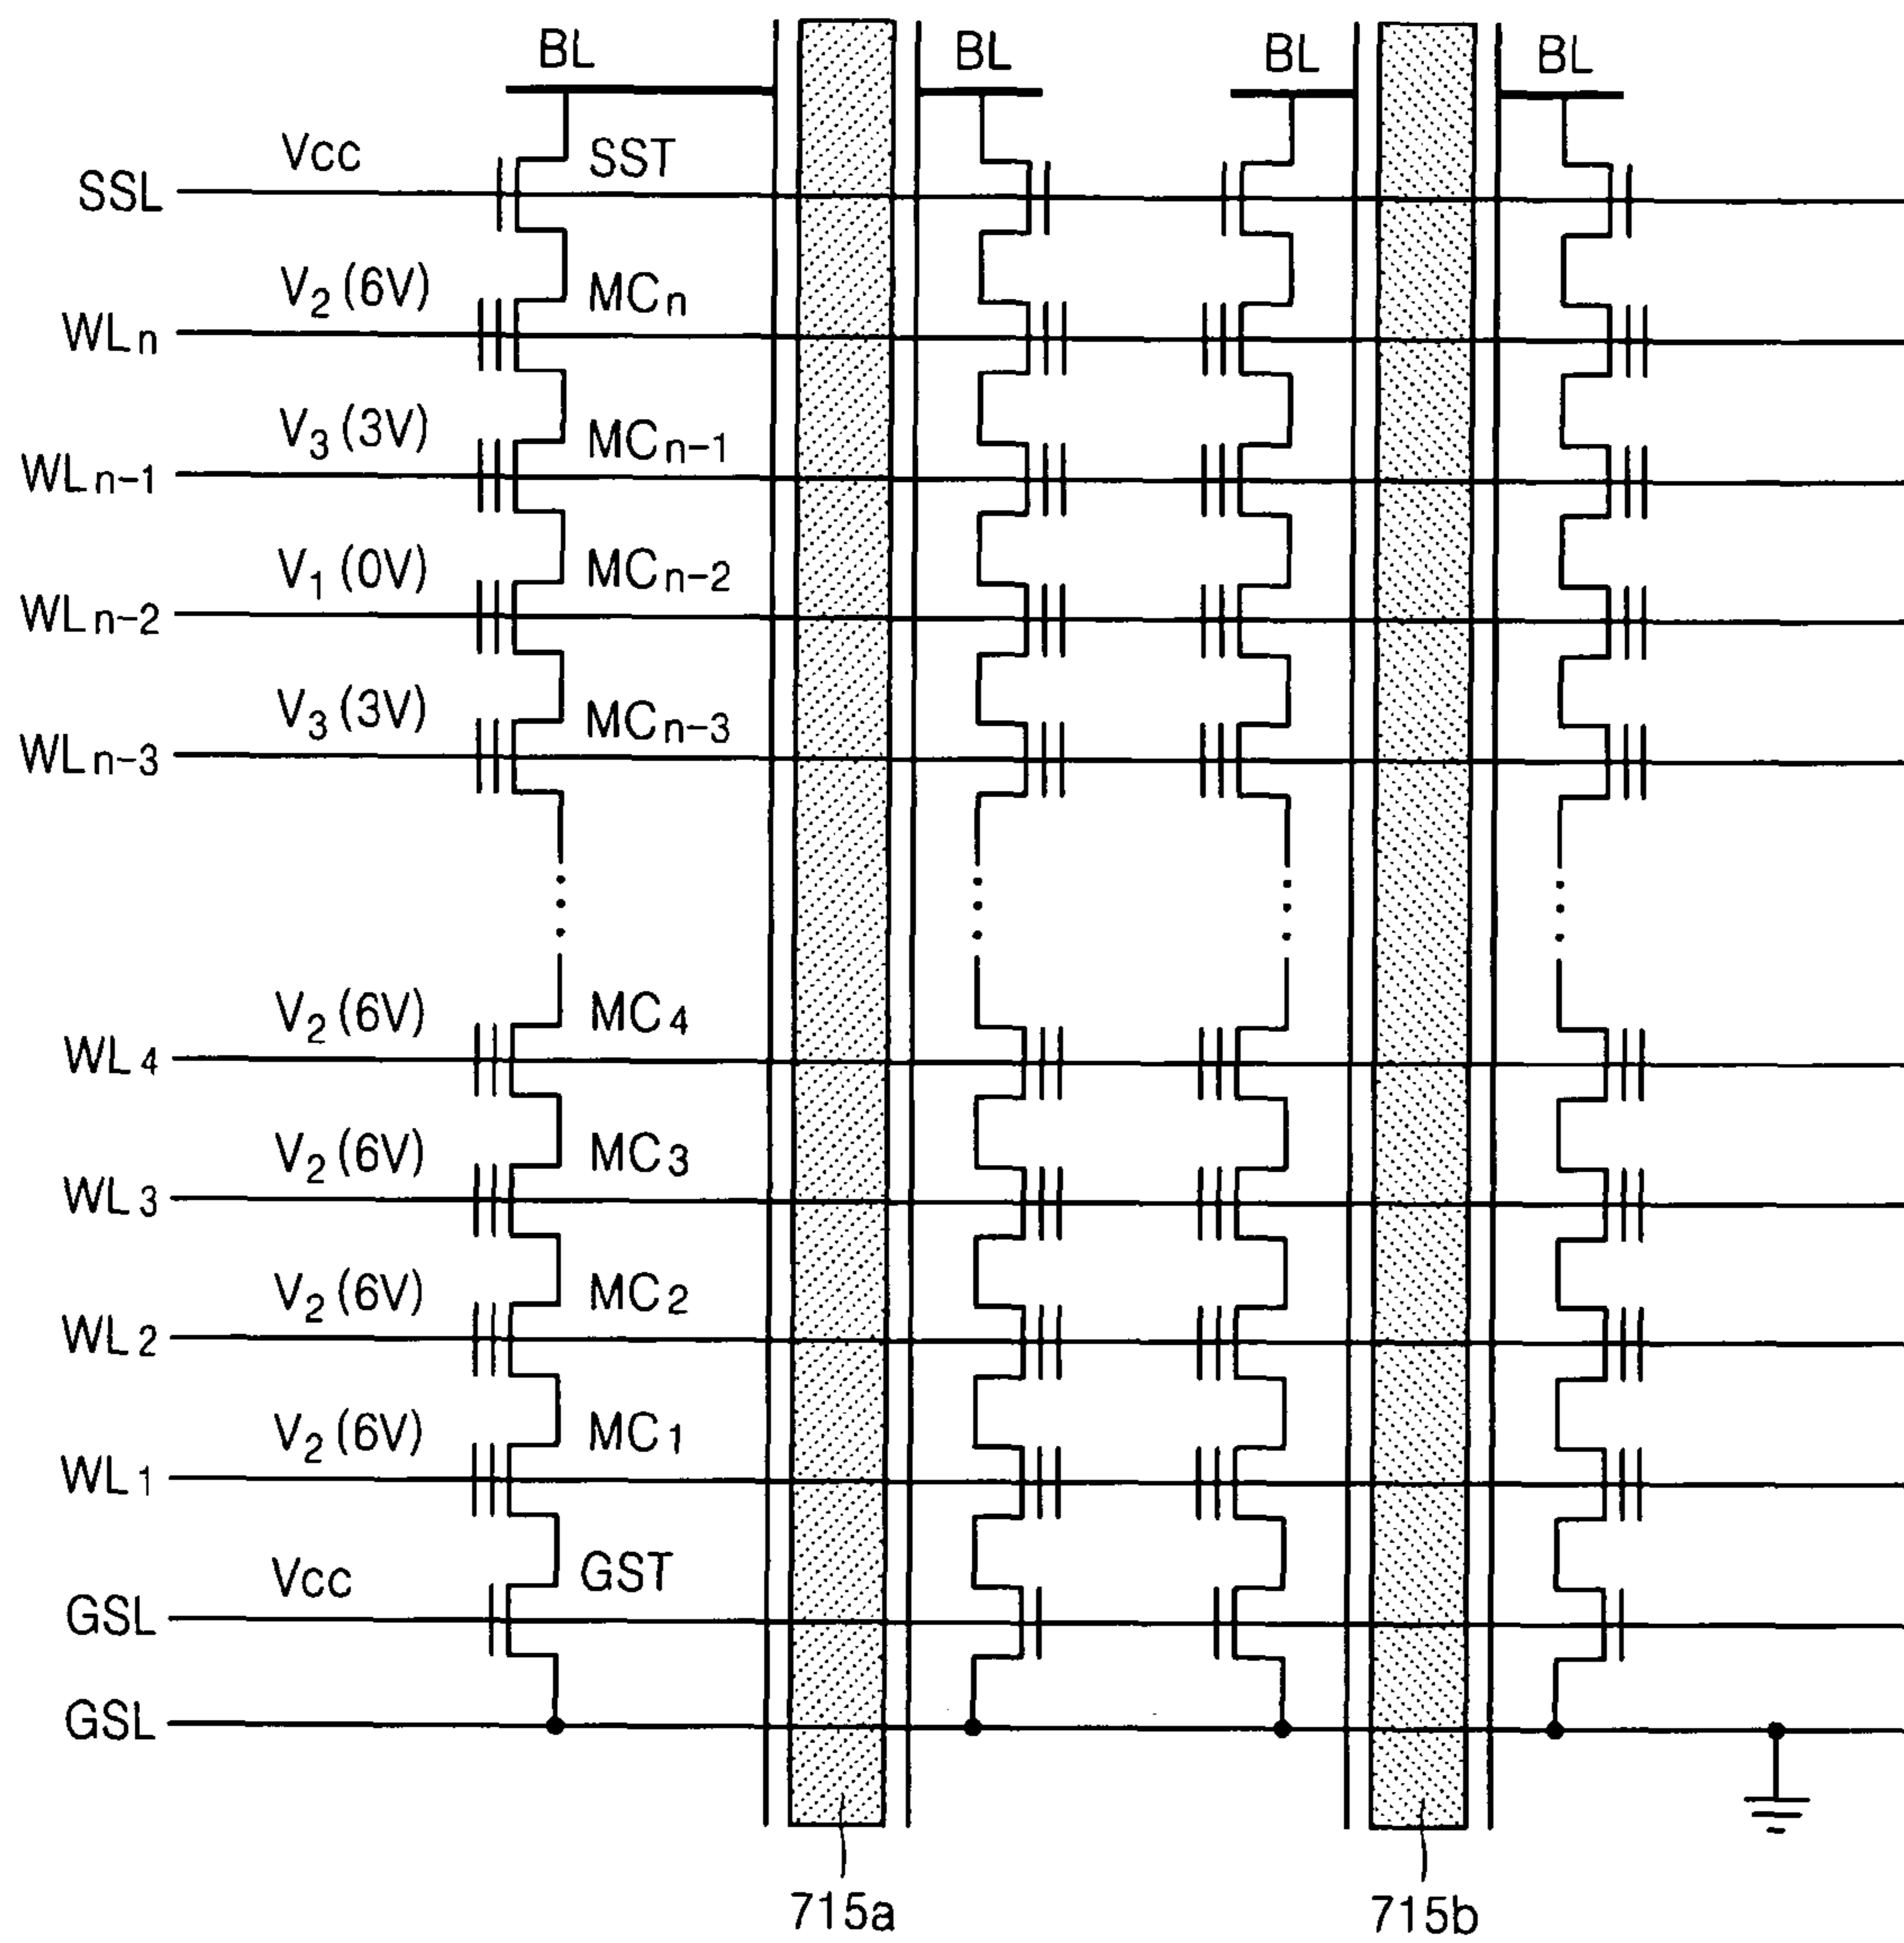 BL BL BL BL
SSL Vcc SST
WLn V2 (6V) MCn
WLn-1 V3 (3V) MCn-1
WLn-2 V1 (0V) MCn-2
WLn-3 V3 (3V) MCn-3
WL4 V2 (6V) MC4
WL3 V2 (6V) MC3
WL2 V2 (6V) MC2
WL1 V2 (6V) MC1
GSL Vcc GST
GSL
715a 715b